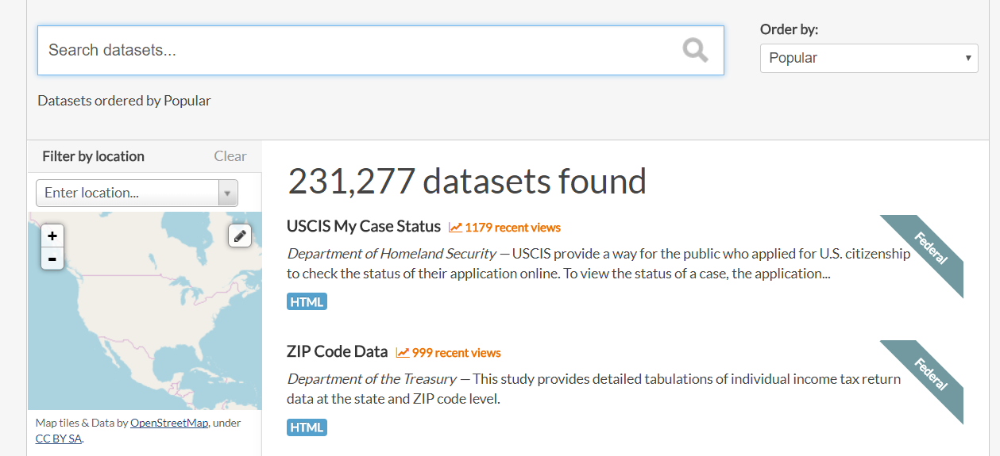 Search datasets...
Order by:
Popular
Datasets ordered by Popular
Filter by location
Clear
Enter location...
+
-
Map tiles & Data by OpenStreetMap, under
CC BY SA.
231,277 datasets found
USCIS My Case Status 1179 recent views
Department of Homeland Security — USCIS provide a way for the public who applied for U.S. citizenship
to check the status of their application online. To view the status of a case, the application...
HTML
Federal
ZIP Code Data 999 recent views
Department of the Treasury — This study provides detailed tabulations of individual income tax return
data at the state and ZIP code level.
HTML
Federal